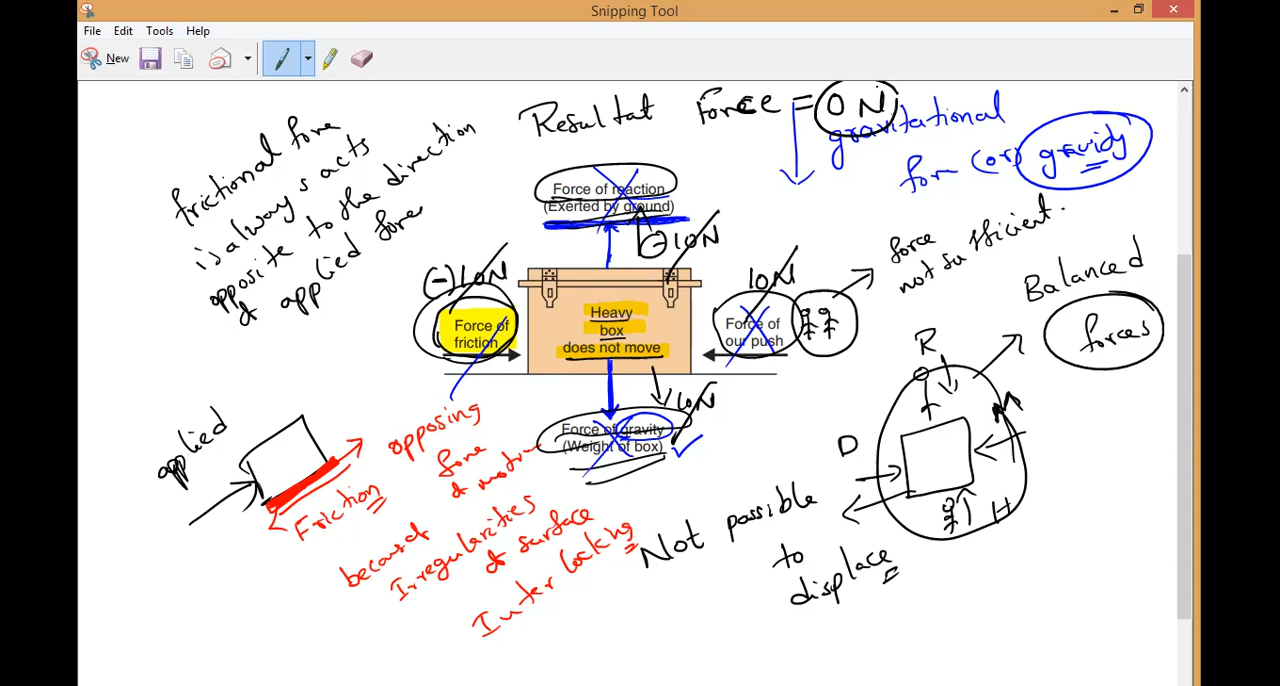 Snipping Tool
File Edit Tools Help
New
Resultat Force = 0 N
gravitational
force (or) gravity
frictional force
is always acts
opposite to the direction
of applied force
Force of reaction
(Exerted by ground)
(-) 10N
(-) 10N
10N
force
not sufficient.
Balanced
forces
Force of
friction
Heavy
box
does not move
Force of
our push
10N
Force of gravity
(Weight of box)
applied
Friction
opposing
force
of motion
because of
Irregularities
of surface
Inter locking
R
D
H
Not possible
to
displace